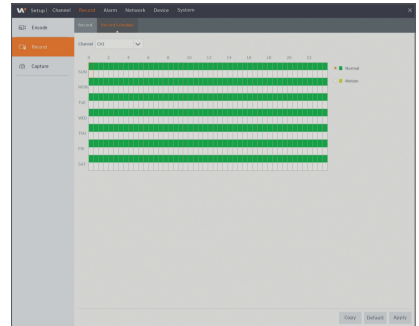 Setup| Channel Record Alarm Network Device System
Encode
Record
Capture
Record Record Schedule
Channel CH1
0 2 4 6 8 10 12 14 16 18 20 22
SUN
MON
TUE
WED
THU
FRI
SAT
Normal
Motion
Copy Default Apply